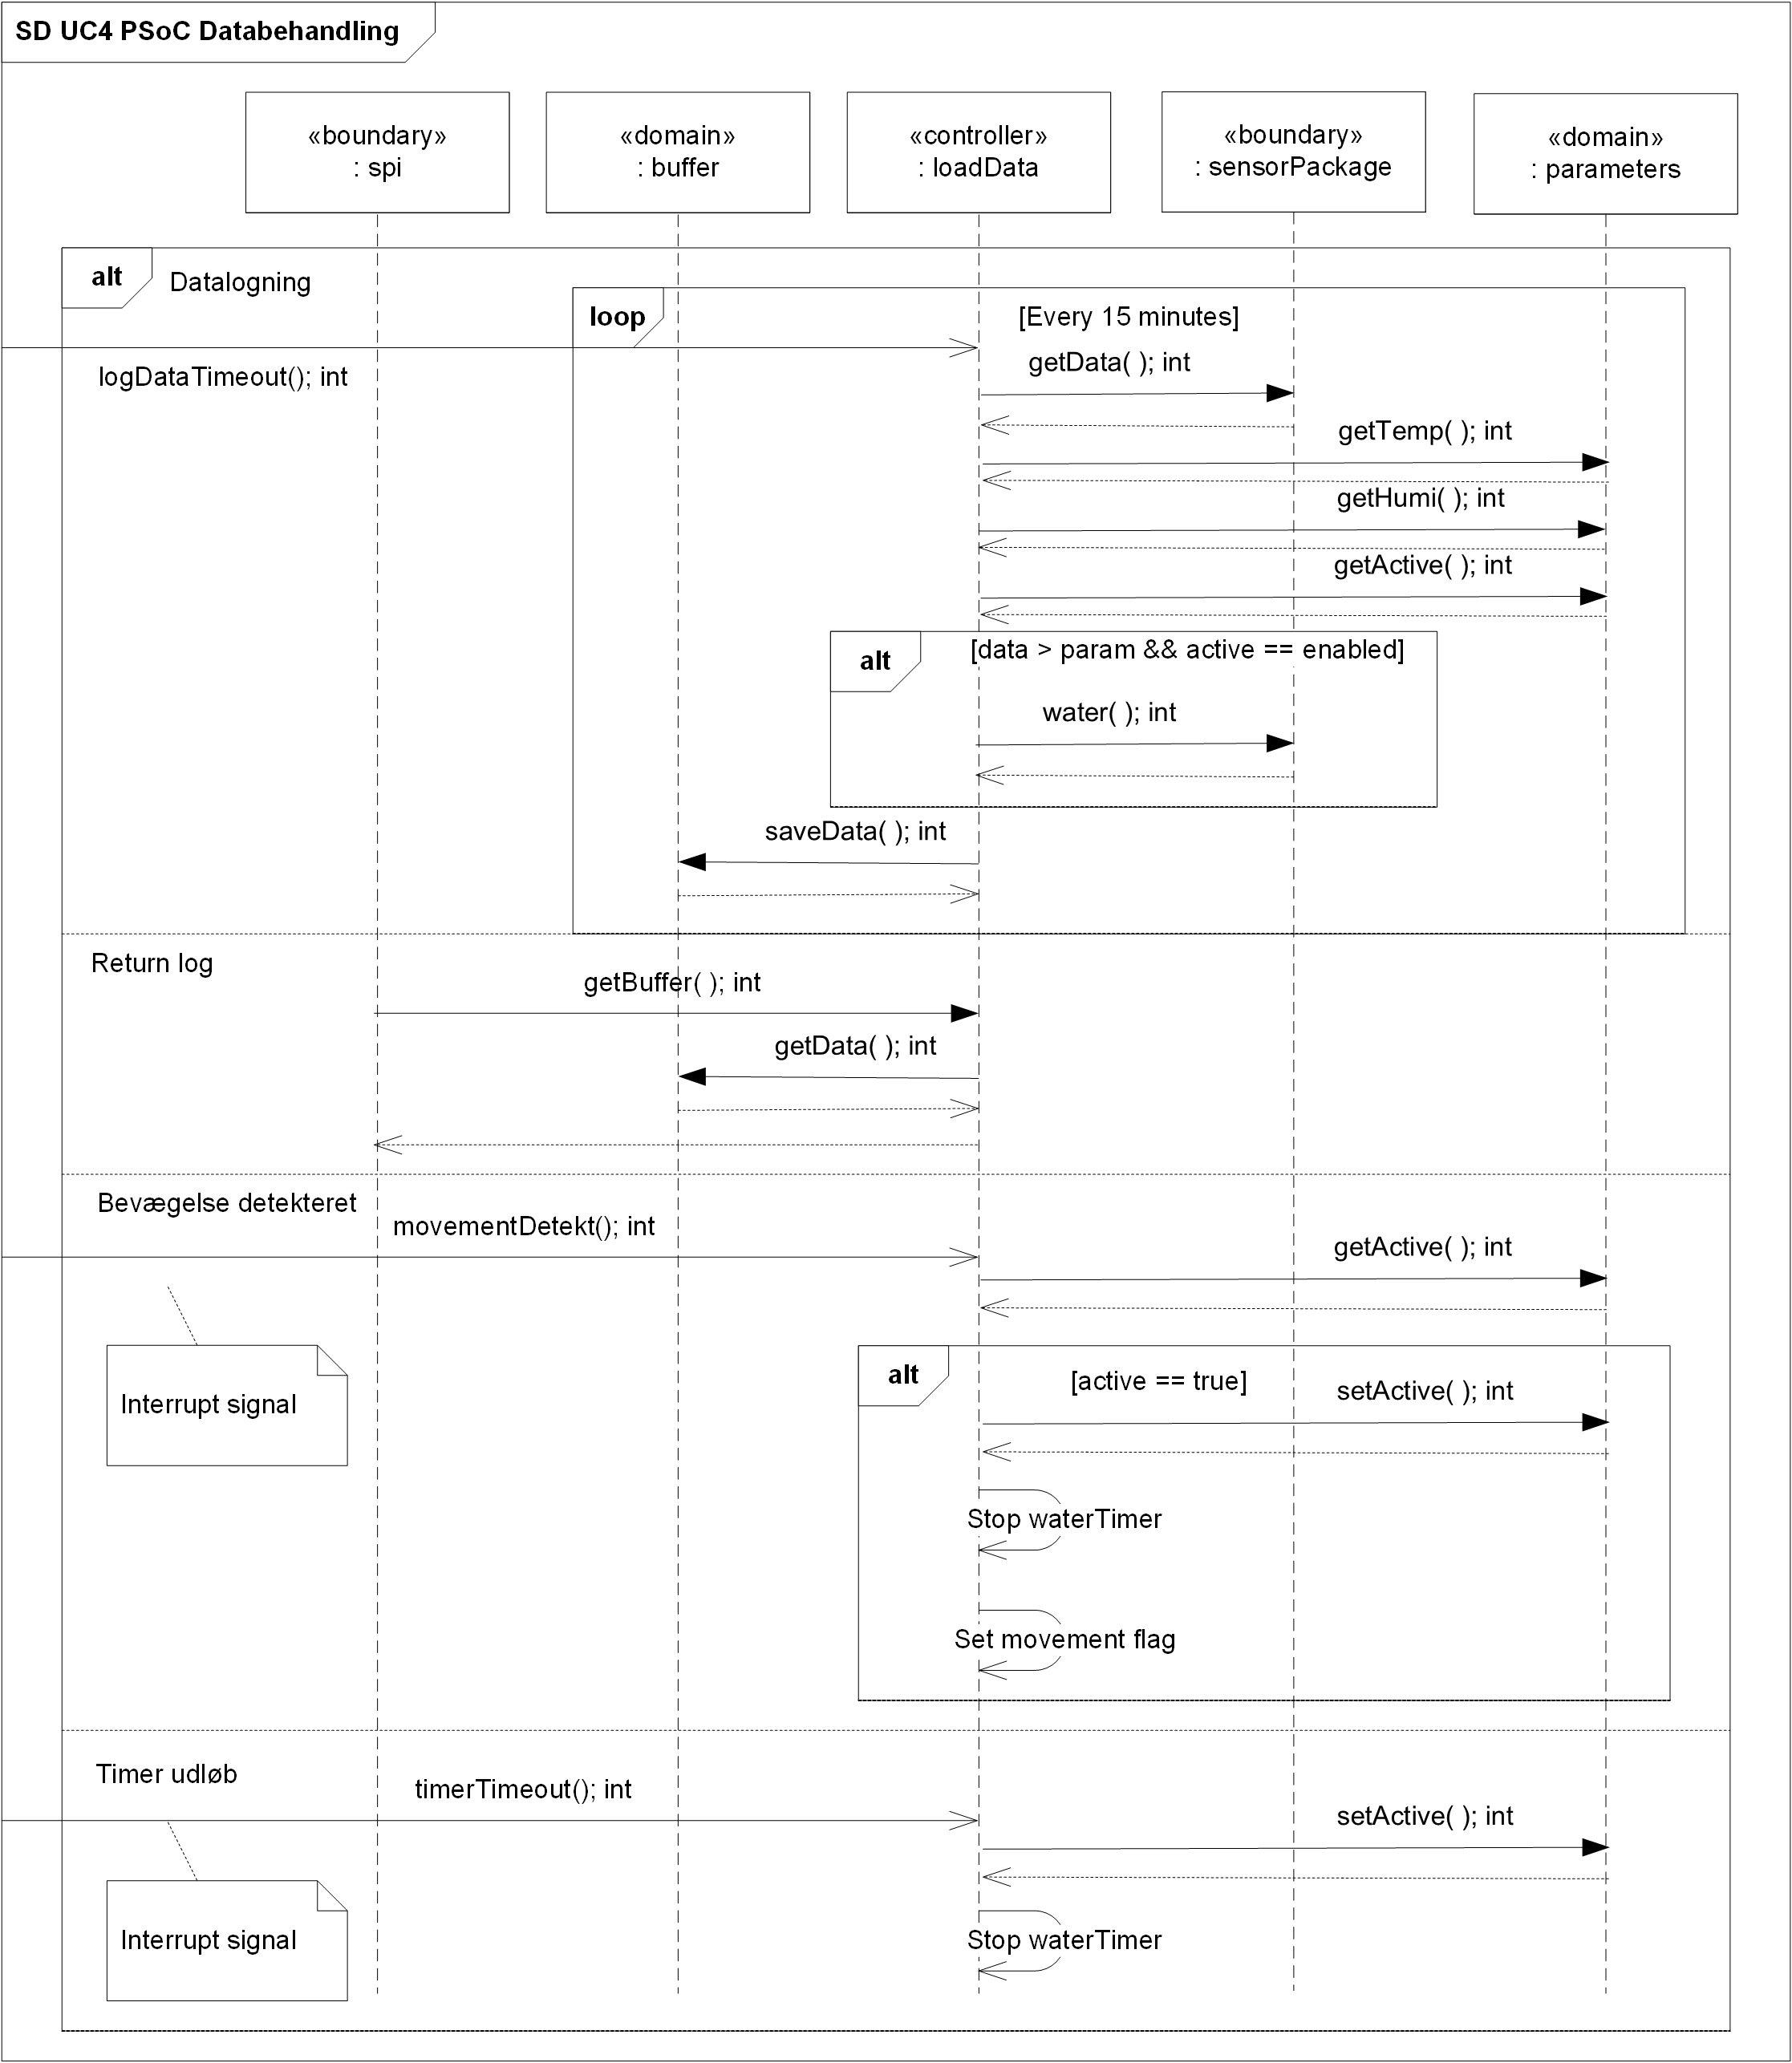 SD UC4 PSoC Databehandling
«boundary»
: spi
«domain»
: buffer
«controller»
: loadData
«boundary»
: sensorPackage
«domain»
: parameters
alt
Datalogning
loop
[Every 15 minutes]
getData( ); int
logDataTimeout(); int
getTemp( ); int
getHumi( ); int
getActive( ); int
alt
[data > param && active == enabled]
water( ); int
saveData( ); int
Return log
getBuffer( ); int
getData( ); int
Bevægelse detekteret
movementDetekt(); int
getActive( ); int
Interrupt signal
alt
[active == true]
setActive( ); int
Stop waterTimer
Set movement flag
Timer udløb
timerTimeout(); int
setActive( ); int
Interrupt signal
Stop waterTimer